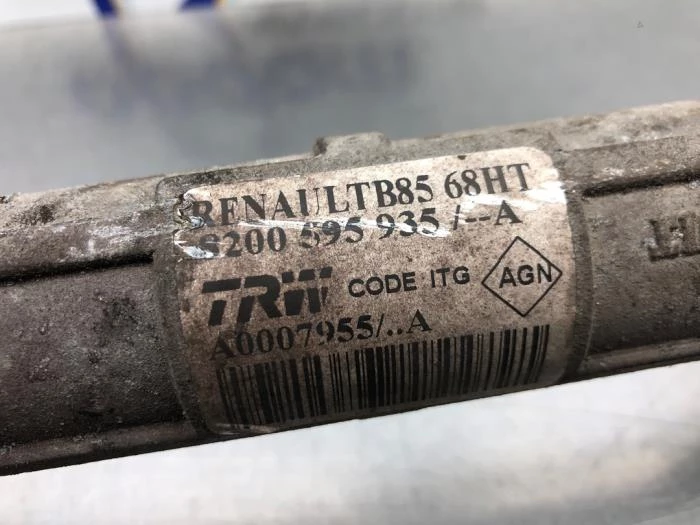 RENAULTB85 68HT
8200 595 935/--A
TRW CODE ITG AGN
A0007955/..A